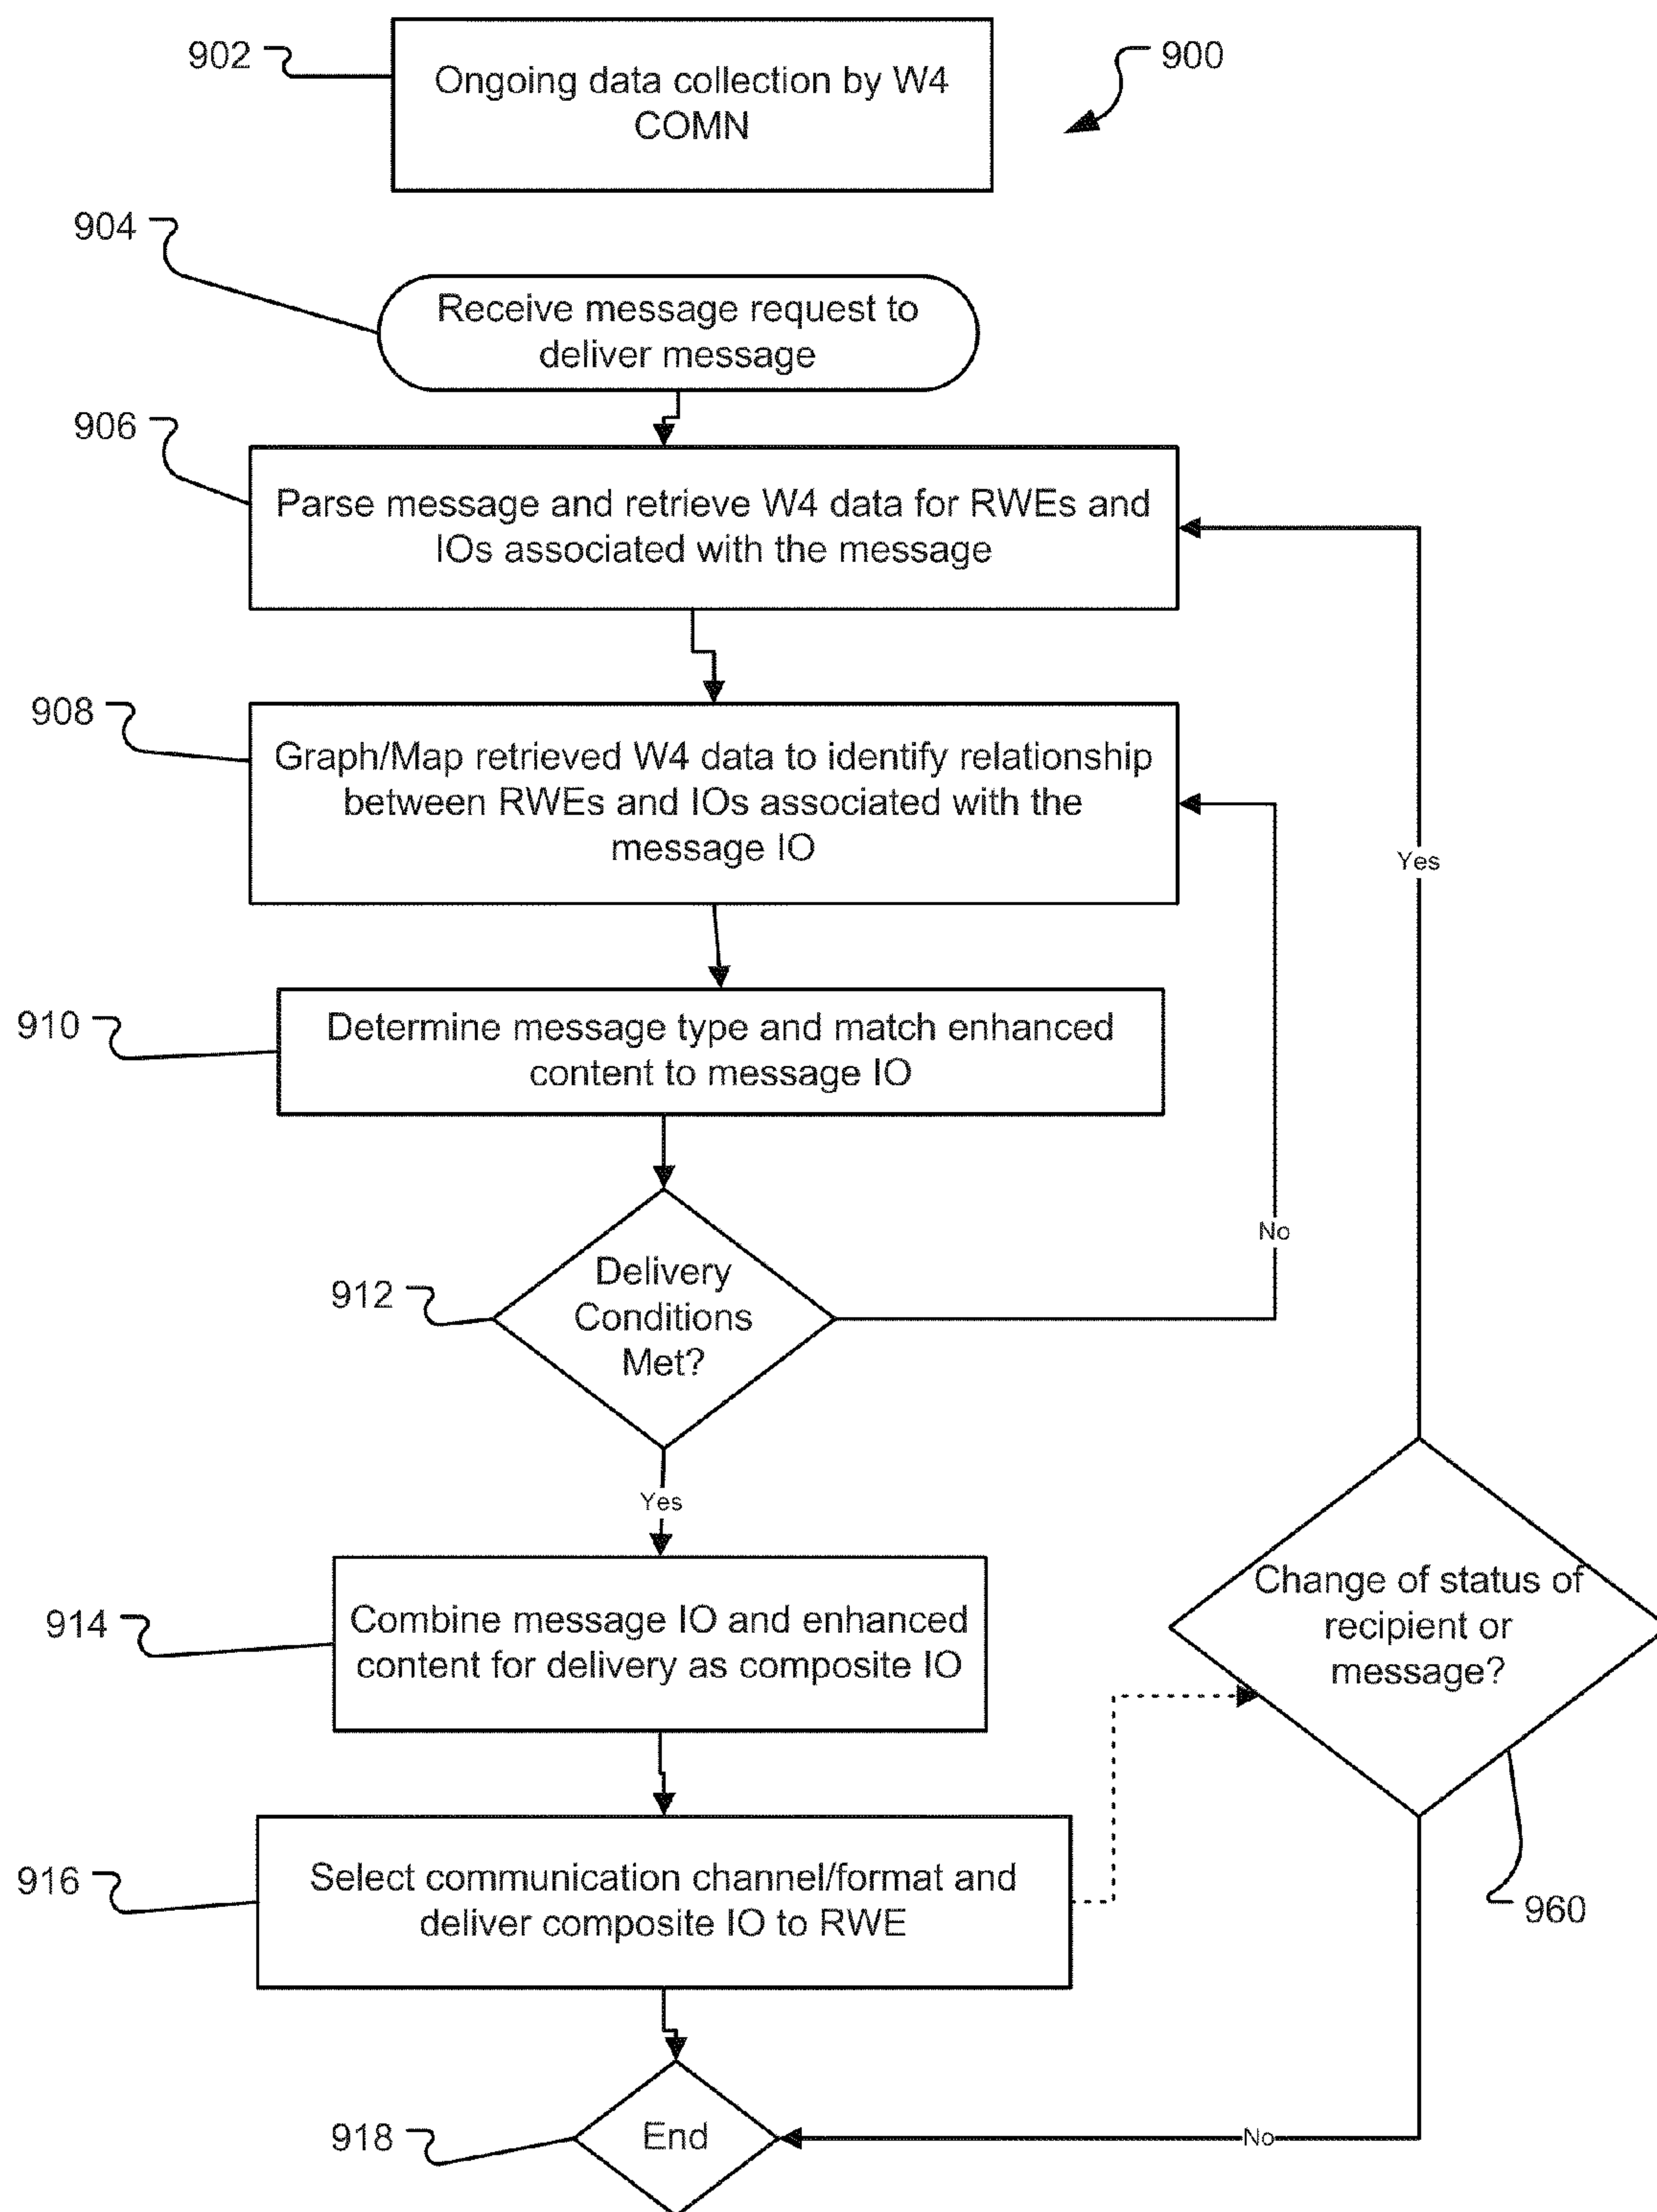 902
Ongoing data collection by W4
COMN
900
904
Receive message request to
deliver message
906
Parse message and retrieve W4 data for RWEs and
IOs associated with the message
908
Graph/Map retrieved W4 data to identify relationship
between RWEs and IOs associated with the
message IO
Yes
910
Determine message type and match enhanced
content to message IO
No
912
Delivery
Conditions
Met?
Yes
914
Combine message IO and enhanced
content for delivery as composite IO
Change of status of
recipient or
message?
916
Select communication channel/format and
deliver composite IO to RWE
960
918
End
No